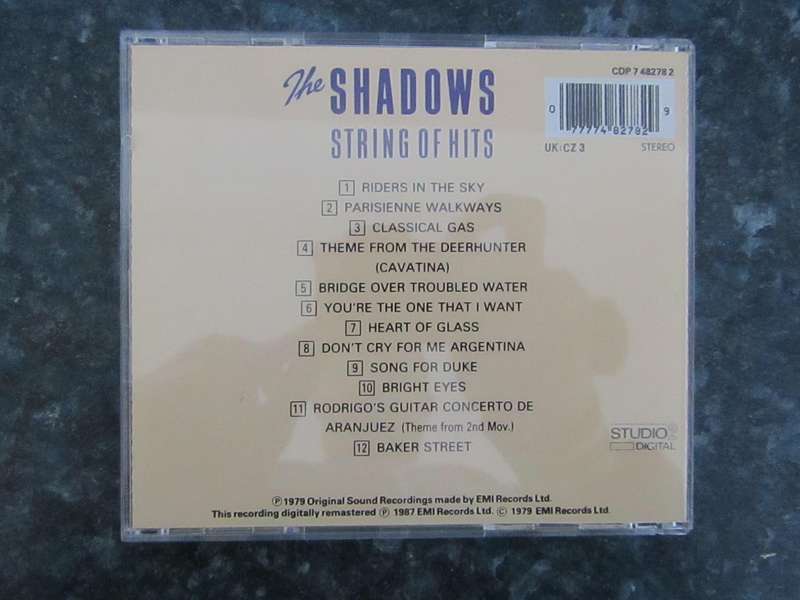 The SHADOWS
STRING OF HITS
CDP 7 48278 2
0 77774 82782 9
UK: CZ 3 STEREO
1 RIDERS IN THE SKY
2 PARISIENNE WALKWAYS
3 CLASSICAL GAS
4 THEME FROM THE DEERHUNTER
(CAVATINA)
5 BRIDGE OVER TROUBLED WATER
6 YOU'RE THE ONE THAT I WANT
7 HEART OF GLASS
8 DON'T CRY FOR ME ARGENTINA
9 SONG FOR DUKE
10 BRIGHT EYES
11 RODRIGO'S GUITAR CONCERTO DE
ARANJUEZ (Theme from 2nd Mov.)
12 BAKER STREET
STUDIO 2
DIGITAL
℗ 1979 Original Sound Recordings made by EMI Records Ltd.
This recording digitally remastered ℗ 1987 EMI Records Ltd. © 1979 EMI Records Ltd.